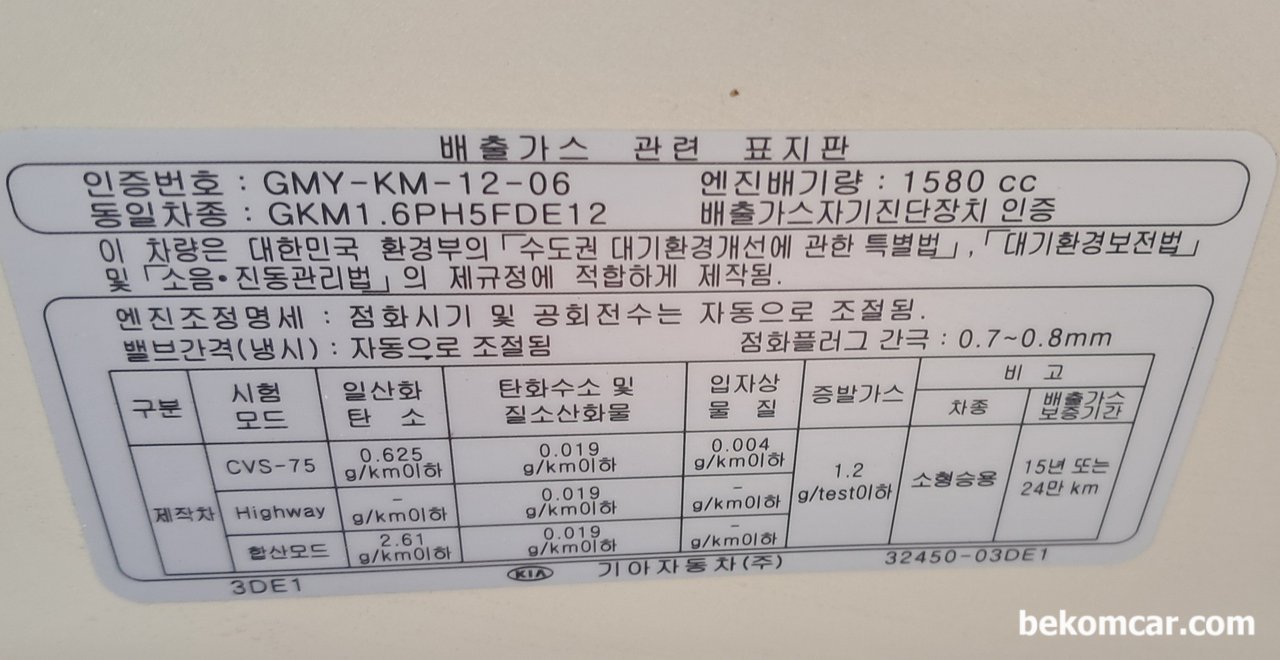 배출가스 관련 표지판
인증번호 : GMY-KM-12-06 엔진배기량 : 1580 cc
동일차종 : GKM1.6PH5FDE12 배출가스자기진단장치 인증
이 차량은 대한민국 환경부의 「수도권 대기환경개선에 관한 특별법」, 「대기환경보전법」
및 「소음•진동관리법」의 제규정에 적합하게 제작됨.
엔진조정명세 : 점화시기 및 공회전수는 자동으로 조절됨.
밸브간격(냉시) : 자동으로 조절됨 점화플러그 간극 : 0.7~0.8mm
구분 시험 모드 일산화 탄소 탄화수소 및 질소산화물 입자상 물질 증발가스 비고
차종 배출가스 보증기간
제작차 CVS-75 0.625 g/km이하 0.019 g/km이하 0.004 g/km이하 1.2 g/test이하 소형승용 15년 또는 24만 km
Highway - g/km이하 0.019 g/km이하 - g/km이하
합산모드 2.61 g/km이하 0.019 g/km이하 - g/km이하
3DE1 KIA 기아자동차(주) 32450-03DE1
bekomcar.com